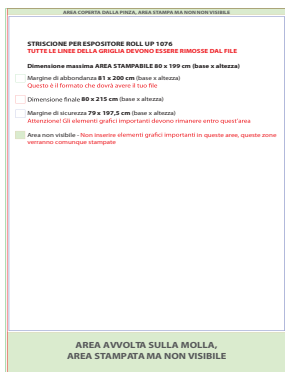 AREA COPERTA DALLA PINZA, AREA STAMPA MA NON NON VISIBILE
STRISCIONE PER ESPOSITORE ROLL UP 1076
TUTTE LE LINEE DELLA GRIGLIA DEVONO ESSERE RIMOSSE DAL FILE
Dimensione massima AREA STAMPABILE 80 x 199 cm (base x altezza)
Margine di abbondanza 81 x 200 cm (base x altezza)
Questo è il formato che dovrà avere il tuo file
Dimensione finale 80 x 215 cm (base x altezza)
Margine di sicurezza 79 x 197,5 cm (base x altezza)
Attenzione! Gli elementi grafici importanti devono rimanere entro quest'area
Area non visibile - Non inserire elementi grafici importanti in queste aree, queste zone
verranno comunque stampate
AREA AVVOLTA SULLA MOLLA,
AREA STAMPATA MA NON VISIBILE